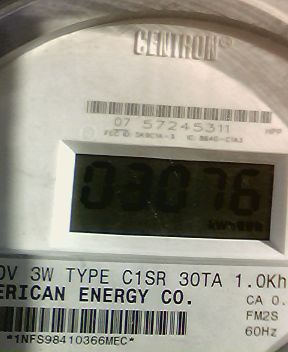 CENTRON®
07 57245311
HPP
03076
0V 3W TYPE C1SR 30TA 1.0Kh
ERICAN ENERGY CO.
CA 0.
FM2S
60Hz
*1NFS98410366MEC*